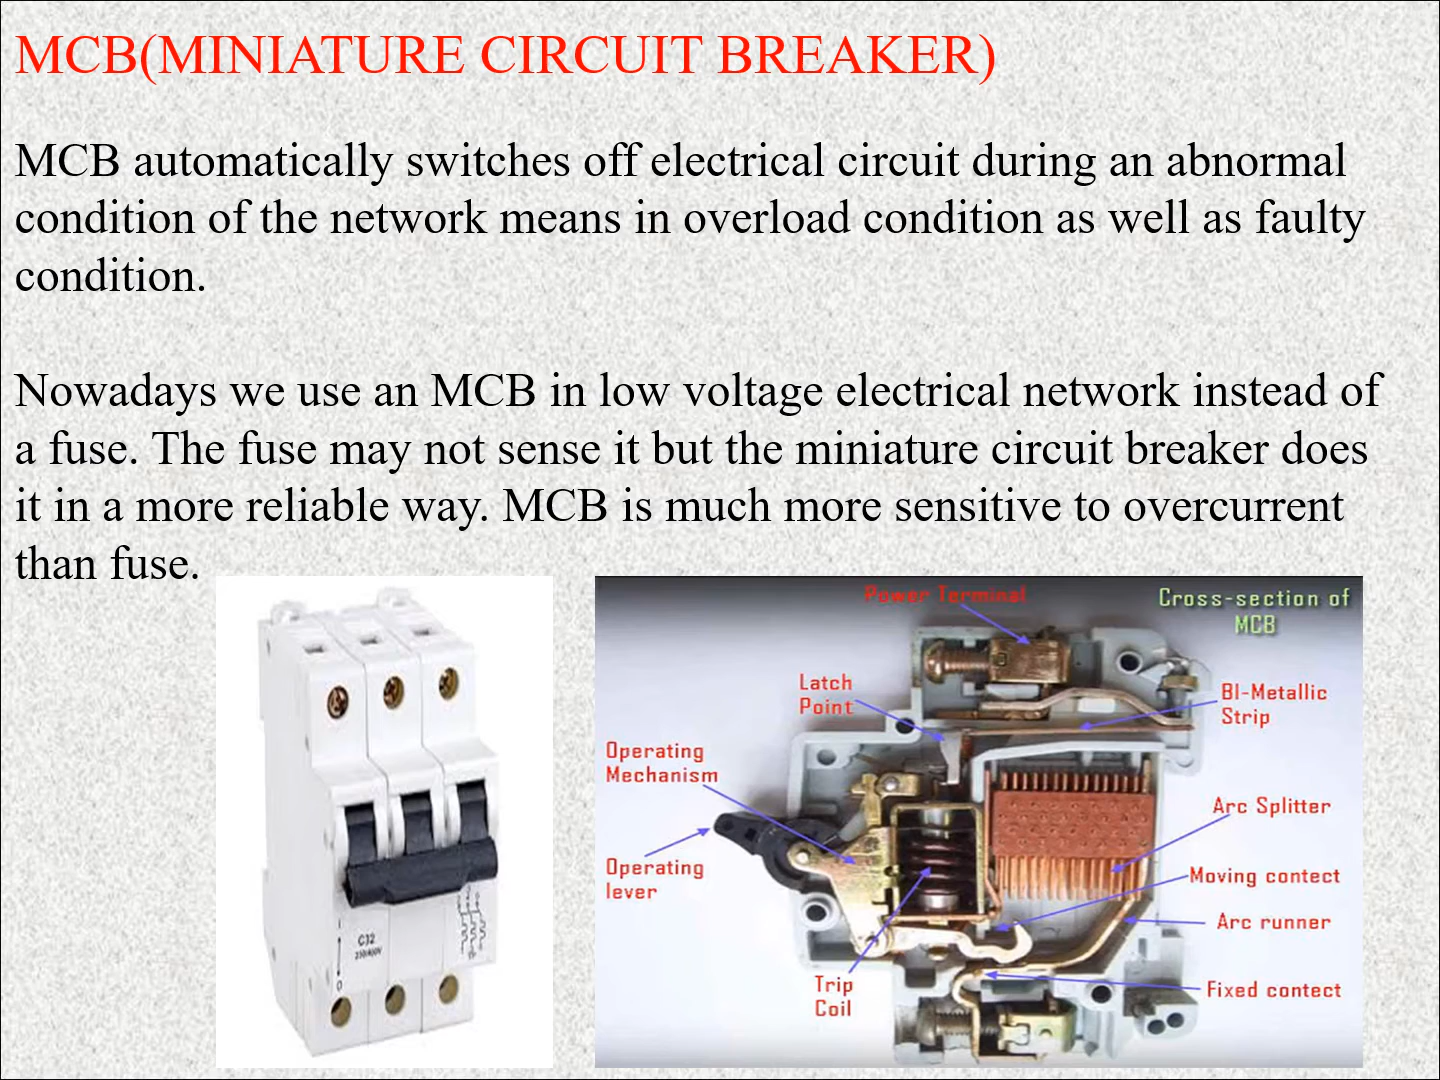 MCB(MINIATURE CIRCUIT BREAKER)
MCB automatically switches off electrical circuit during an abnormal
condition of the network means in overload condition as well as faulty
condition.
Nowadays we use an MCB in low voltage electrical network instead of
a fuse. The fuse may not sense it but the miniature circuit breaker does
it in a more reliable way. MCB is much more sensitive to overcurrent
than fuse.
C32
230/400V
Power Terminal
Cross-section of
MCB
Latch
Point
BI-Metallic
Strip
Operating
Mechanism
Arc Splitter
Operating
lever
Moving contect
Arc runner
Trip
Coil
Fixed contect